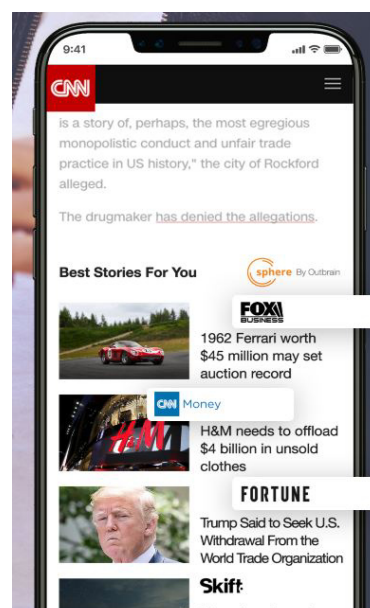 9:41
CNN
is a story of, perhaps, the most egregious
monopolistic conduct and unfair trade
practice in US history," the city of Rockford
alleged.
The drugmaker has denied the allegations.
Best Stories For You
sphere By Outbrain
FOX
BUSINESS
1962 Ferrari worth
$45 million may set
auction record
CNN Money
H&M
H&M needs to offload
$4 billion in unsold
clothes
FORTUNE
Trump Said to Seek U.S.
Withdrawal From the
World Trade Organization
Skift